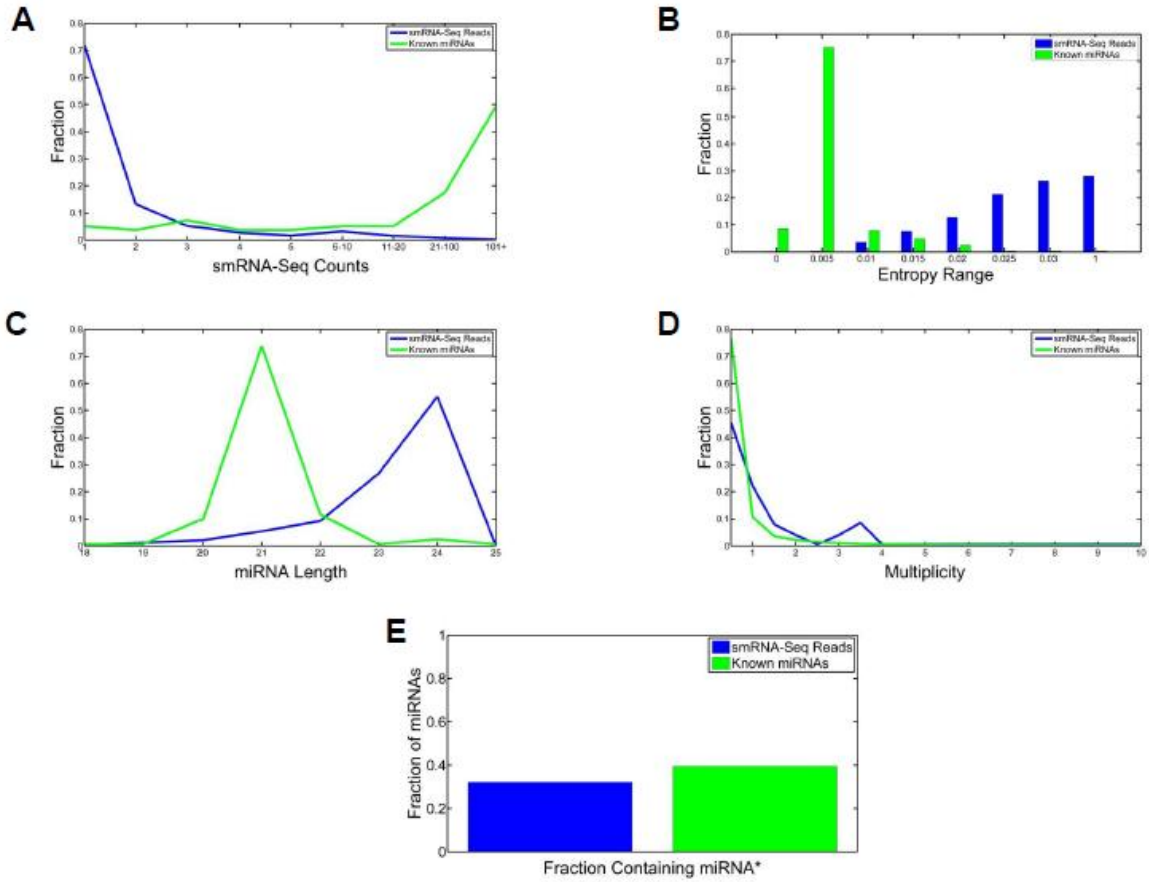 A
0.8
0.7
0.6
0.5
0.4
0.3
0.2
0.1
0
Fraction
1 2 3 4 5 6-10 11-20 21-100 101+
smRNA-Seq Counts
smRNA-Seq Reads
Known miRNAs
B
0.8
0.7
0.6
0.5
0.4
0.3
0.2
0.1
0
Fraction
0 0.005 0.01 0.015 0.02 0.025 0.03 1
Entropy Range
smRNA-Seq Reads
Known miRNAs
C
0.8
0.7
0.6
0.5
0.4
0.3
0.2
0.1
0
Fraction
18 19 20 21 22 23 24 25
miRNA Length
smRNA-Seq Reads
Known miRNAs
D
0.8
0.7
0.6
0.5
0.4
0.3
0.2
0.1
0
Fraction
1 2 3 4 5 6 7 8 9 10
Multiplicity
smRNA-Seq Reads
Known miRNAs
E
1
0.8
0.6
0.4
0.2
0
Fraction of miRNAs
Fraction Containing miRNA*
smRNA-Seq Reads
Known miRNAs